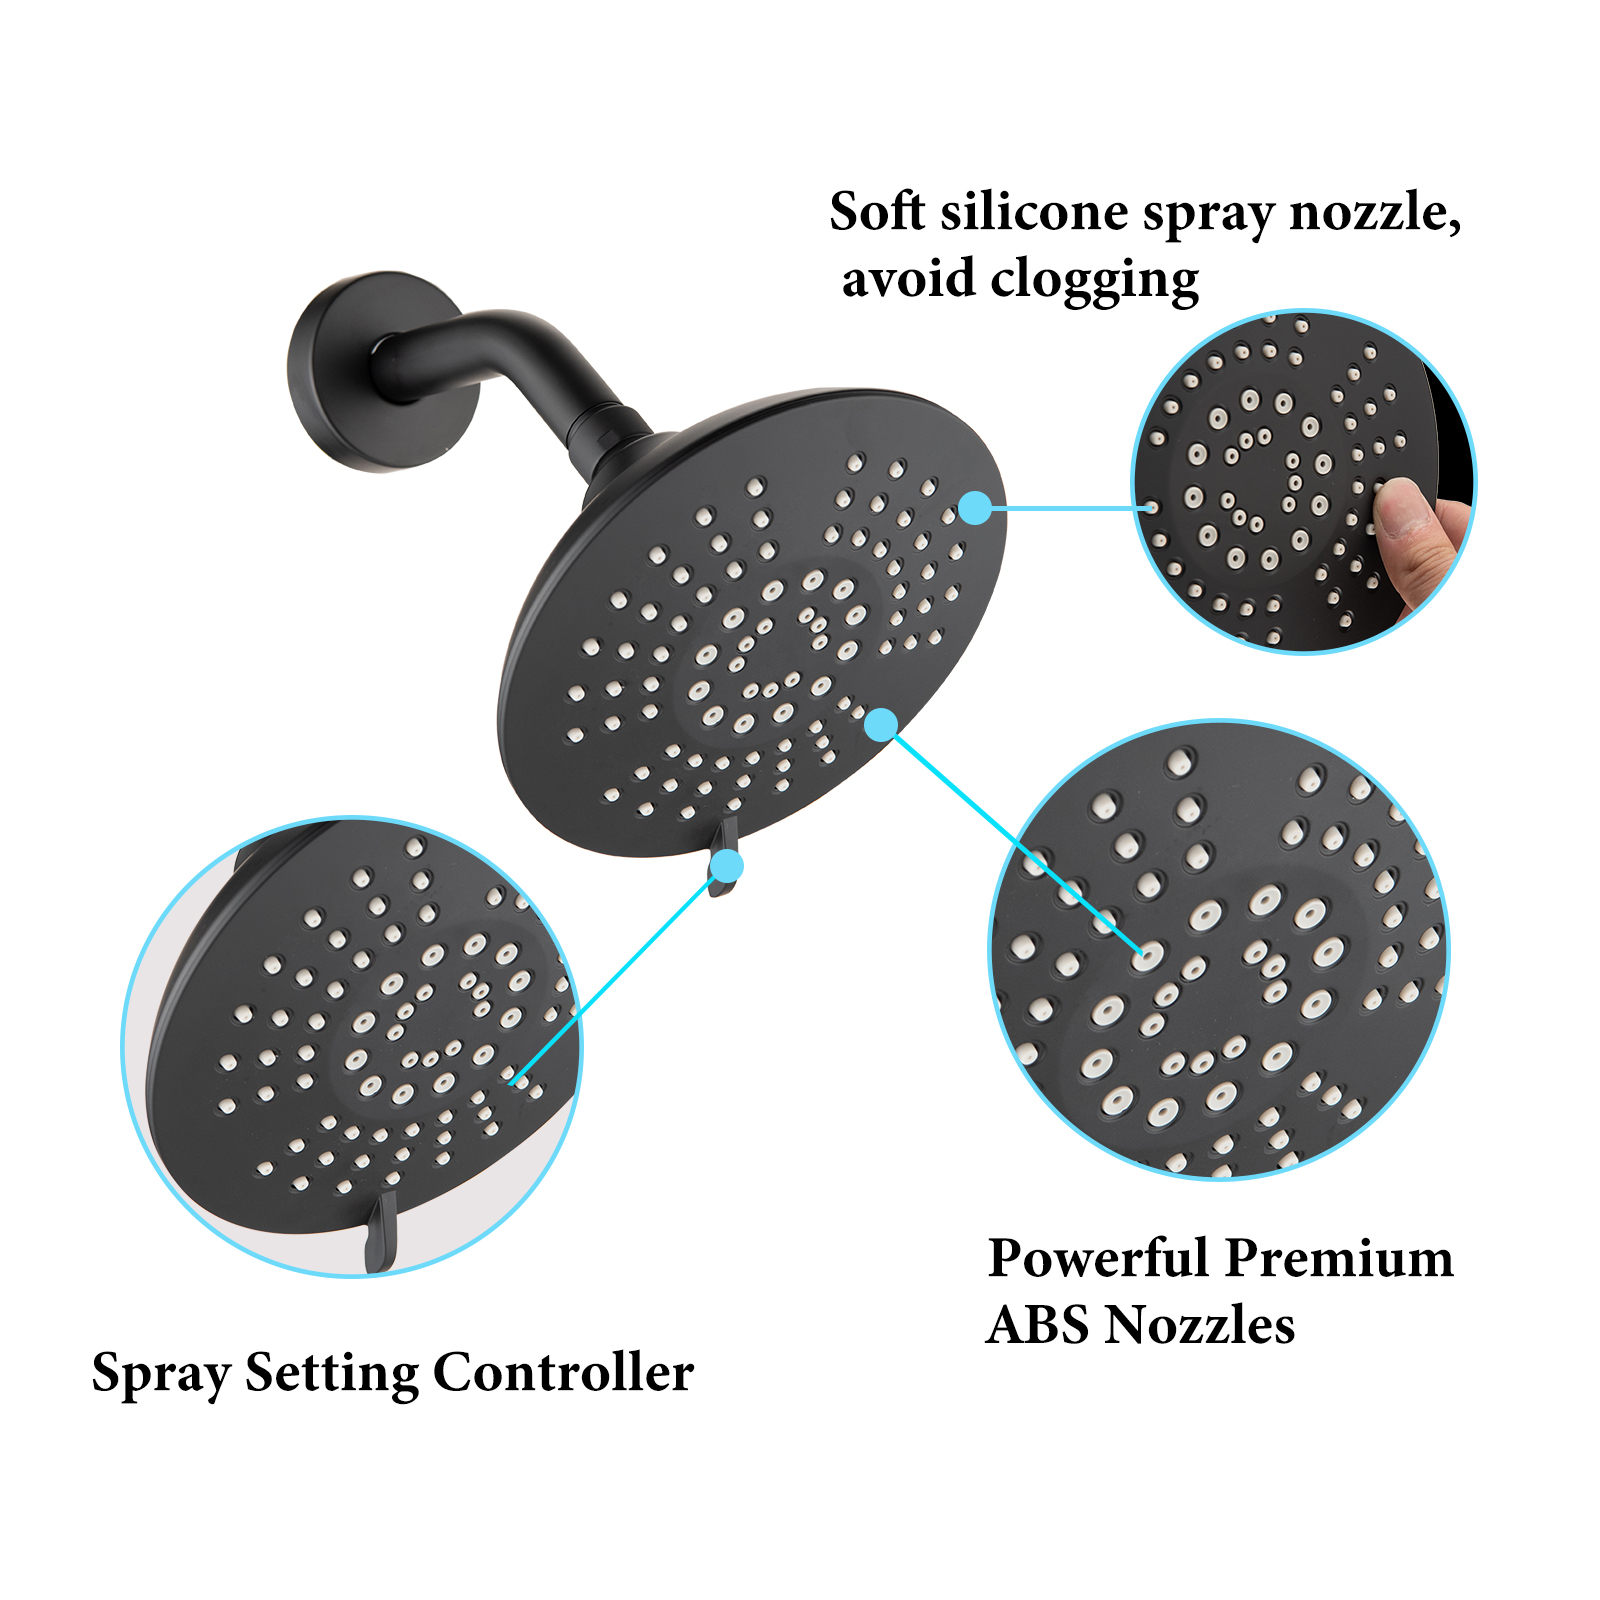 Soft silicone spray nozzle,
avoid clogging
Powerful Premium
ABS Nozzles
Spray Setting Controller